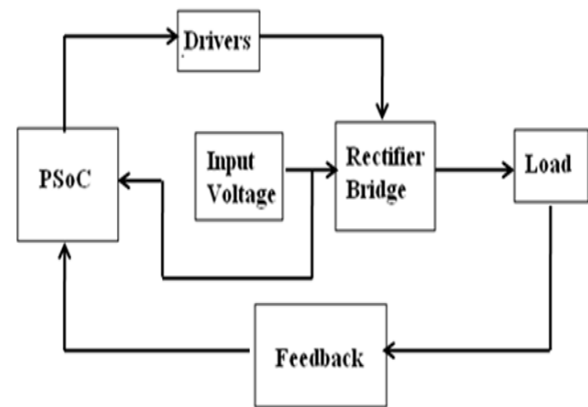 Drivers
PSoC
Input
Voltage
Rectifier
Bridge
Load
Feedback